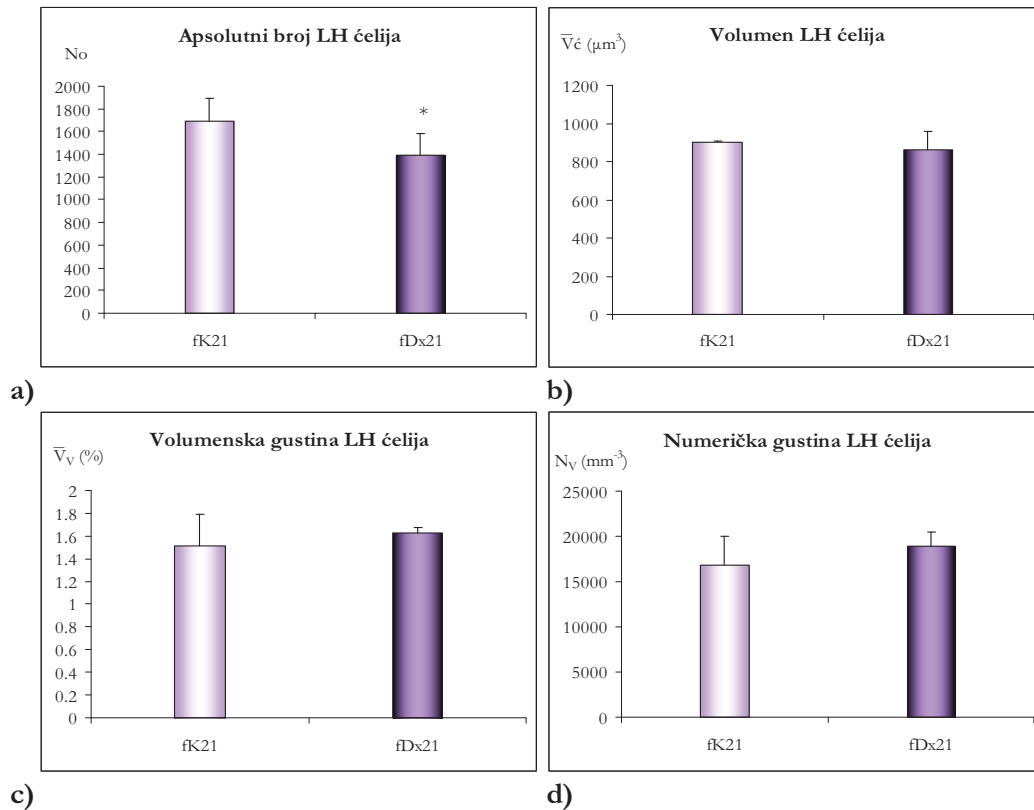 Apsolutni broj LH ćelija
No
2000
1800
1600
1400
1200
1000
800
600
400
200
0
*
fK21
fDx21
a)
Volumen LH ćelija
V̅ć (µm³)
1200
1000
800
600
400
200
0
fK21
fDx21
b)
Volumenska gustina LH ćelija
V̅ᵥ (%)
2
1.8
1.6
1.4
1.2
1
0.8
0.6
0.4
0.2
0
fK21
fDx21
c)
Numerička gustina LH ćelija
Nᵥ (mm⁻³)
25000
20000
15000
10000
5000
0
fK21
fDx21
d)